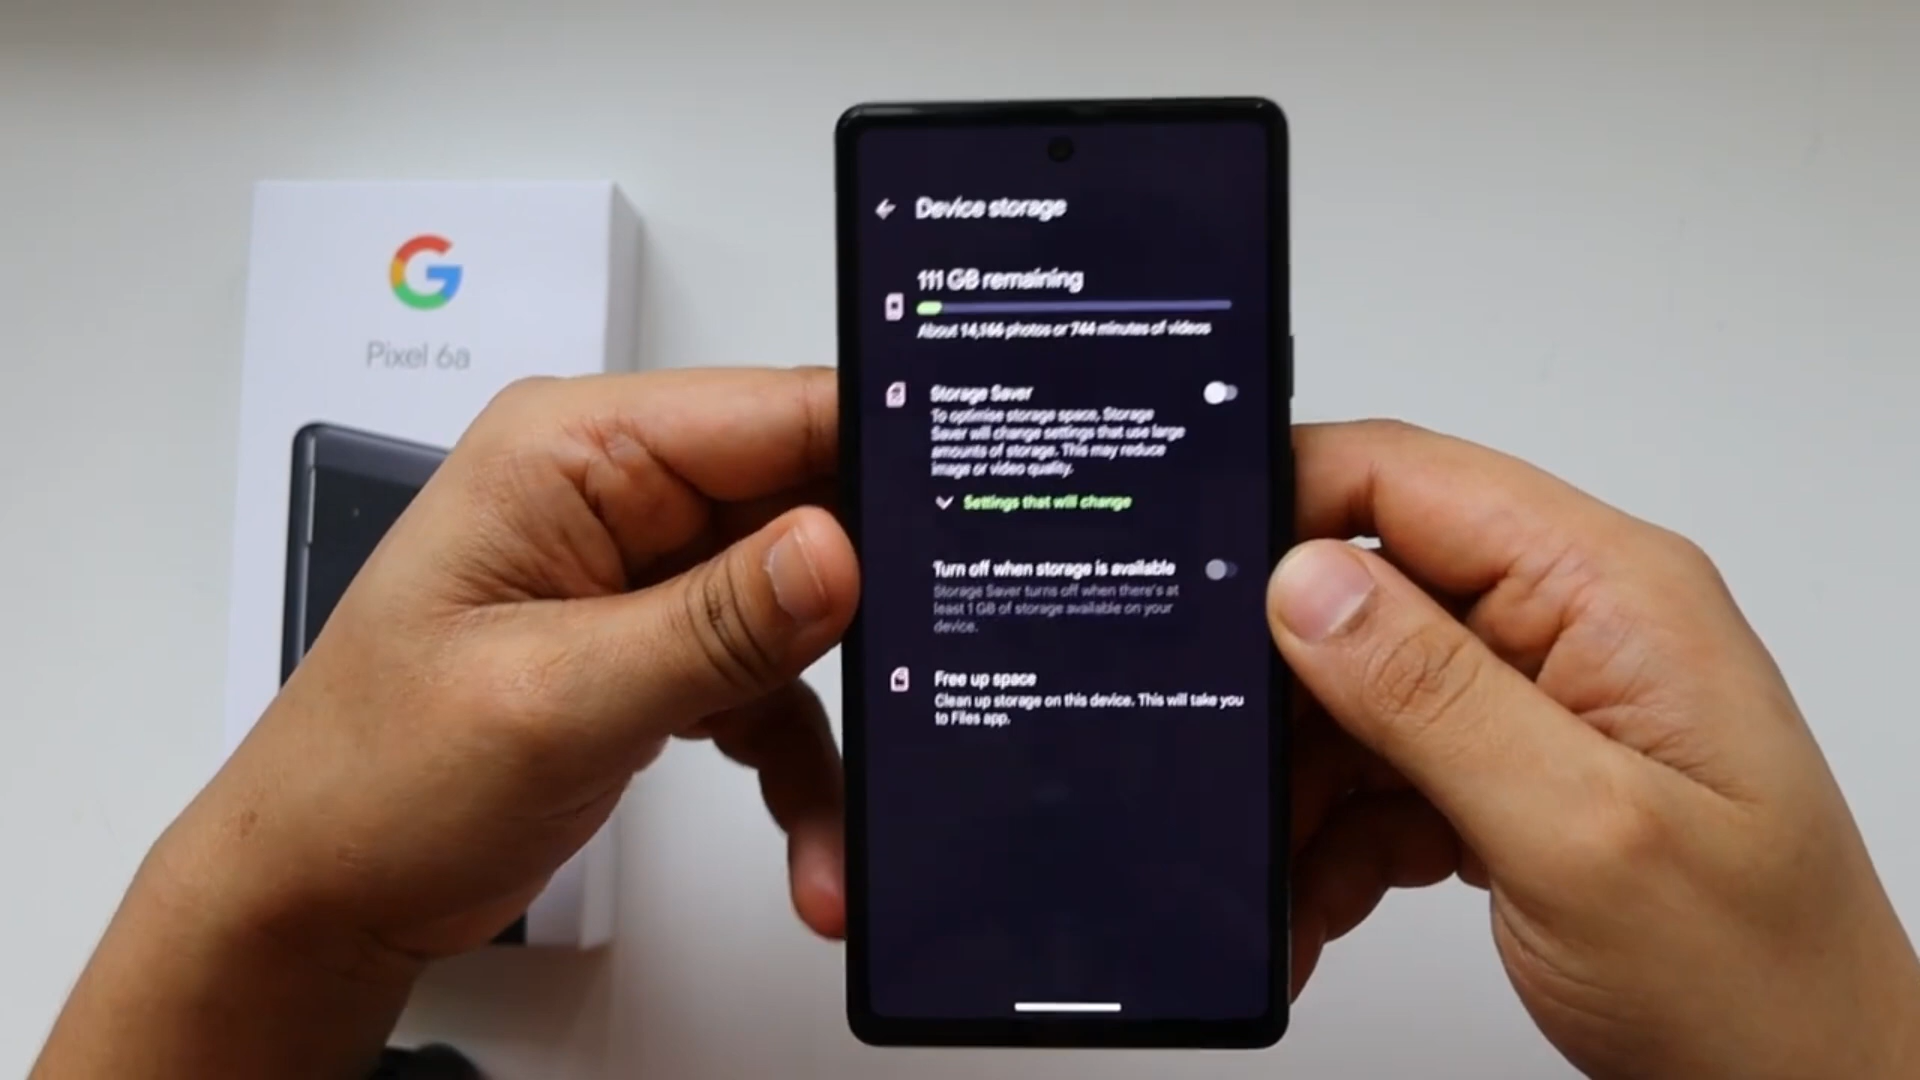 G
Pixel 6a
Device storage
111 GB remaining
About 14,166 photos or 744 minutes of videos
Storage Saver
To optimise storage space, Storage
Saver will change settings that use large
amounts of storage. This may reduce
image or video quality.
Settings that will change
Turn off when storage is available
Storage Saver turns off when there's at
least 1 GB of storage available on your
device.
Free up space
Clean up storage on this device. This will take you
to Files app.